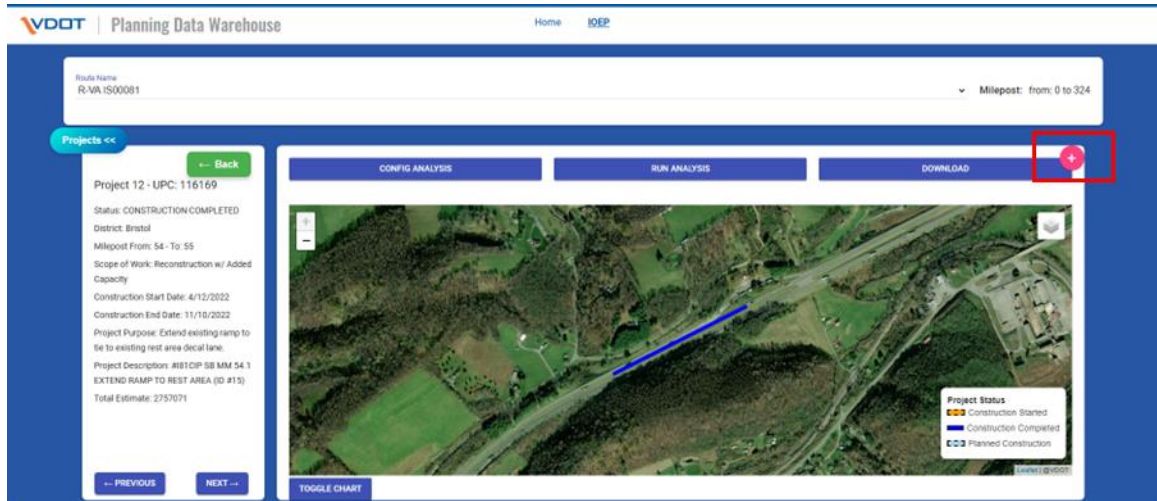 VDOT | Planning Data Warehouse
Home
IOEP
Route Name
R-VA IS00081
Milepost: from: 0 to 324
Projects <<
← Back
Project 12 - UPC: 116169
Status: CONSTRUCTION COMPLETED
District: Bristol
Milepost From: 54 - To: 55
Scope of Work: Reconstruction w/ Added
Capacity
Construction Start Date: 4/12/2022
Construction End Date: 11/10/2022
Project Purpose: Extend existing ramp to
tie to existing rest area decal lane.
Project Description: #I81CIP SB MM 54.1
EXTEND RAMP TO REST AREA (ID #15)
Total Estimate: 2757071
← PREVIOUS
NEXT →
CONFIG ANALYSIS
RUN ANALYSIS
DOWNLOAD
+
+
−
Project Status
Construction Started
Construction Completed
Planned Construction
Leaflet | @VDOT
TOGGLE CHART